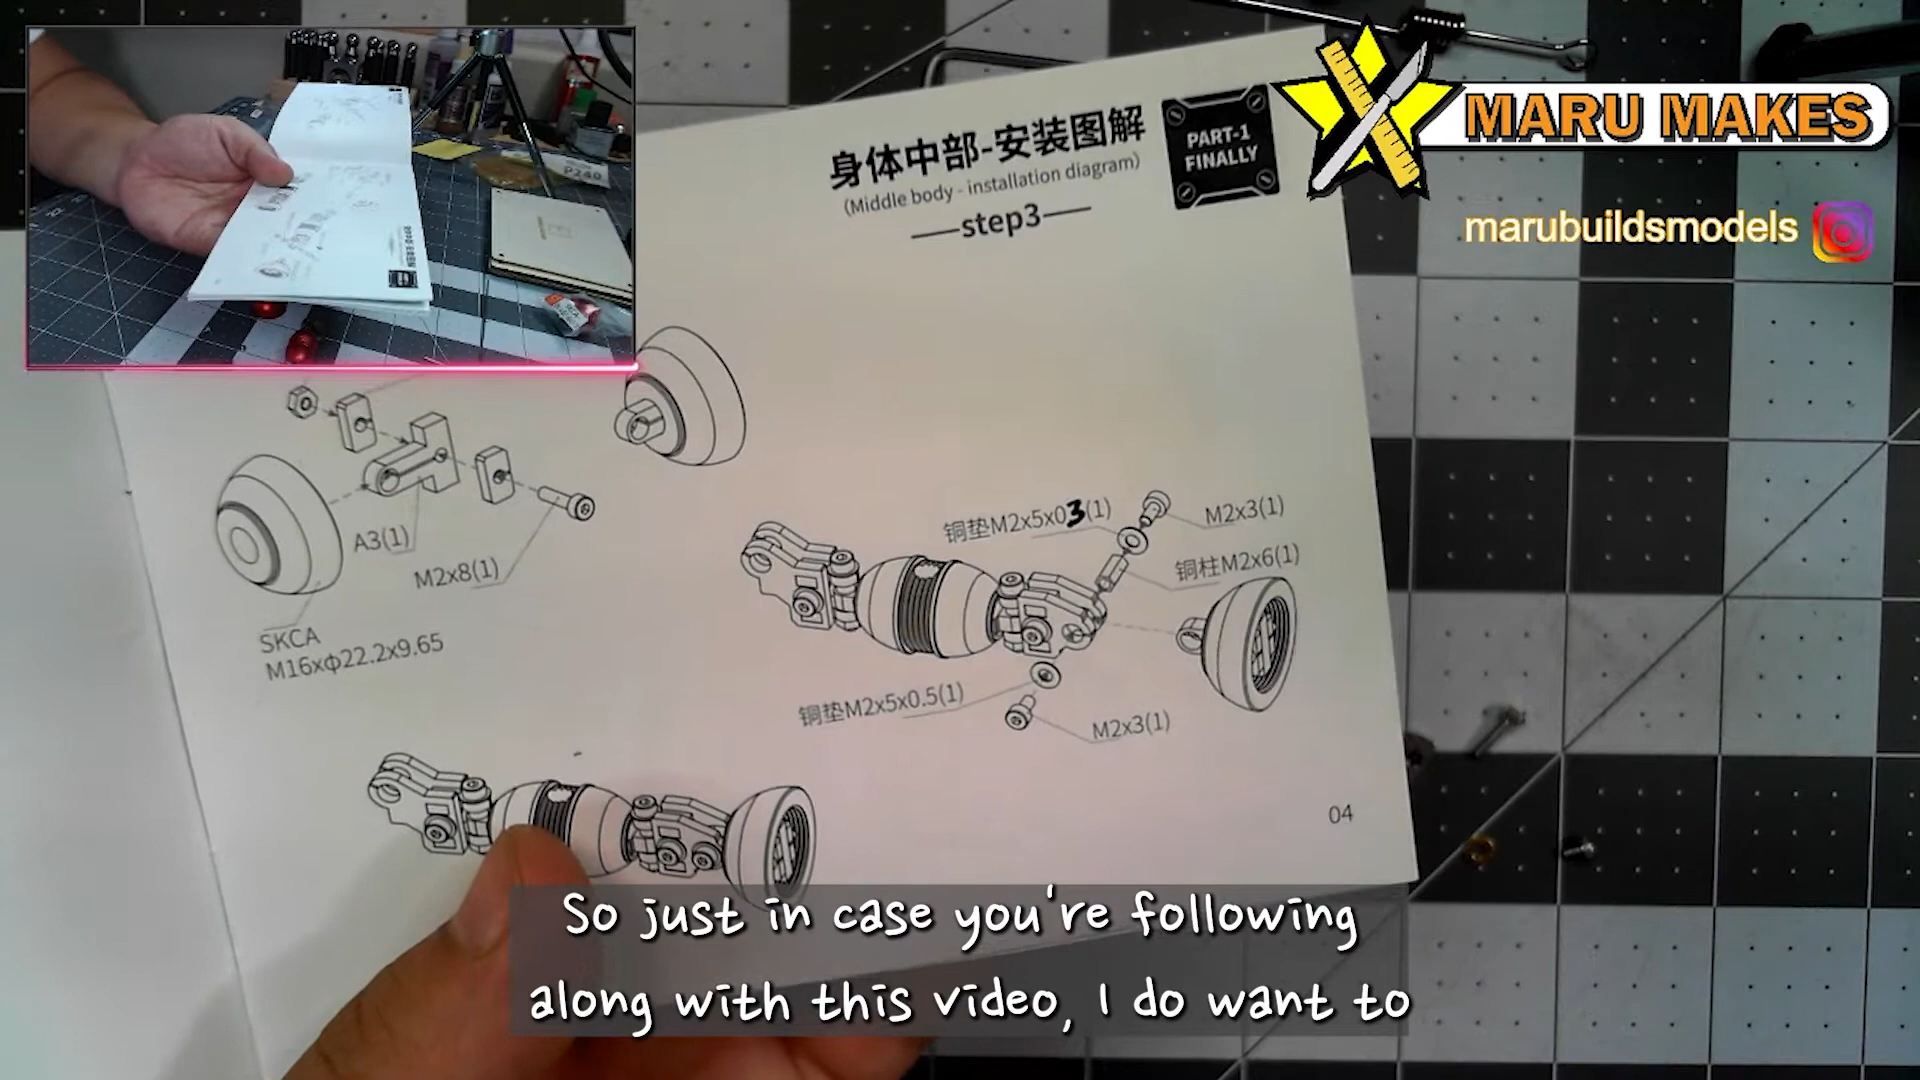 MARU MAKES
marubuildsmodels
P240
身体中部-安装图解
(Middle body - installation diagram)
step3
PART-1
FINALLY
A3(1)
M2x8(1)
SKCA
M16xφ22.2x9.65
铜垫M2x5x03(1)
M2x3(1)
铜柱M2x6(1)
铜垫M2x5x0.5(1)
M2x3(1)
04
So just in case you're following
along with this video, I do want to